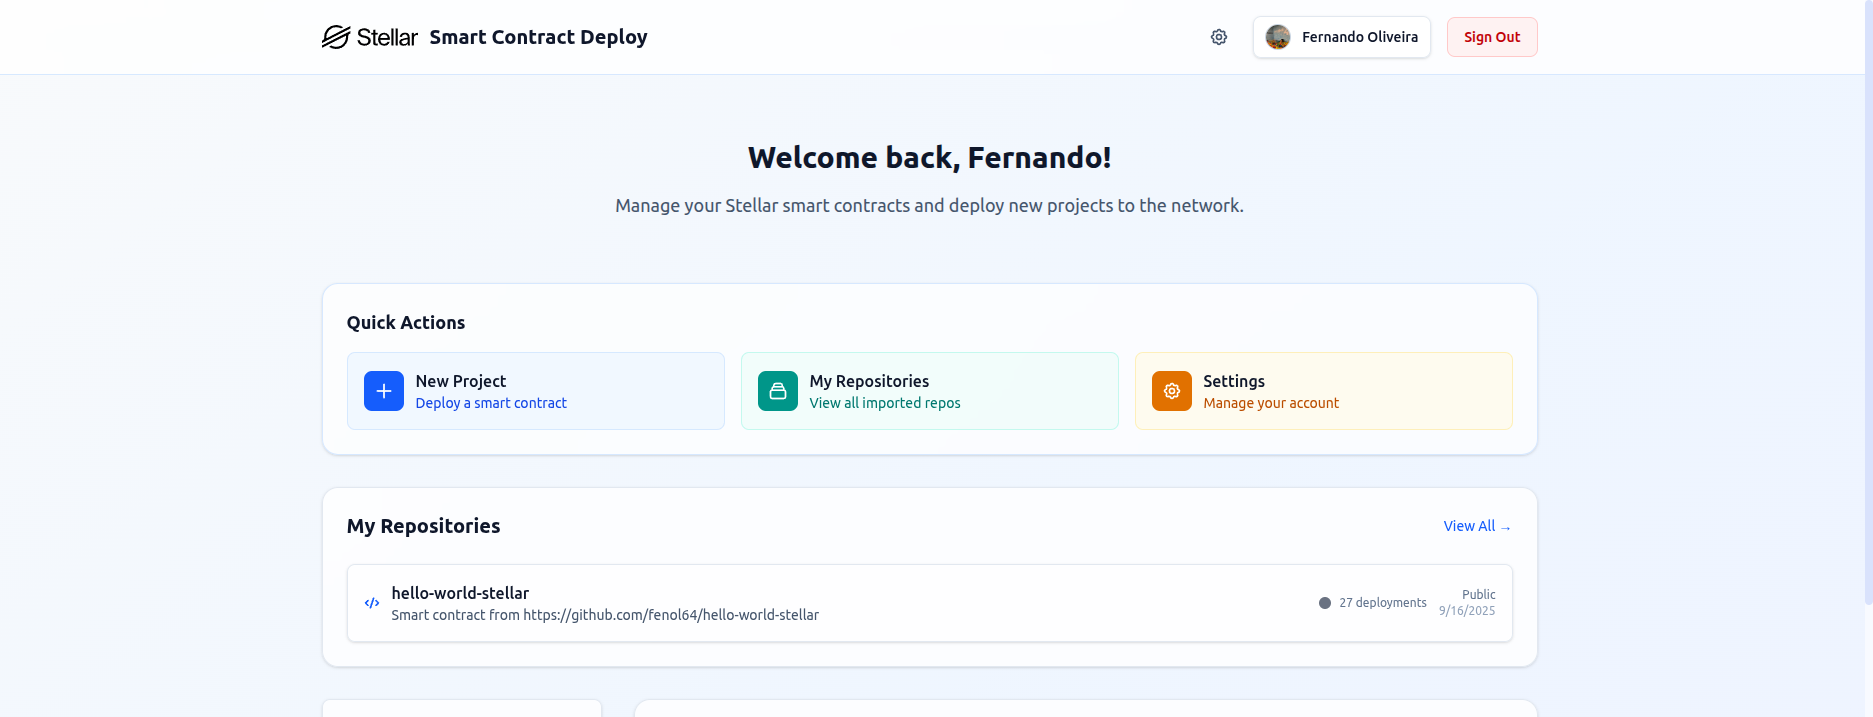 Stellar Smart Contract Deploy
Fernando Oliveira
Sign Out
Welcome back, Fernando!
Manage your Stellar smart contracts and deploy new projects to the network.
Quick Actions
New Project
Deploy a smart contract
My Repositories
View all imported repos
Settings
Manage your account
My Repositories
View All →
hello-world-stellar
Smart contract from https://github.com/fenol64/hello-world-stellar
27 deployments
Public
9/16/2025